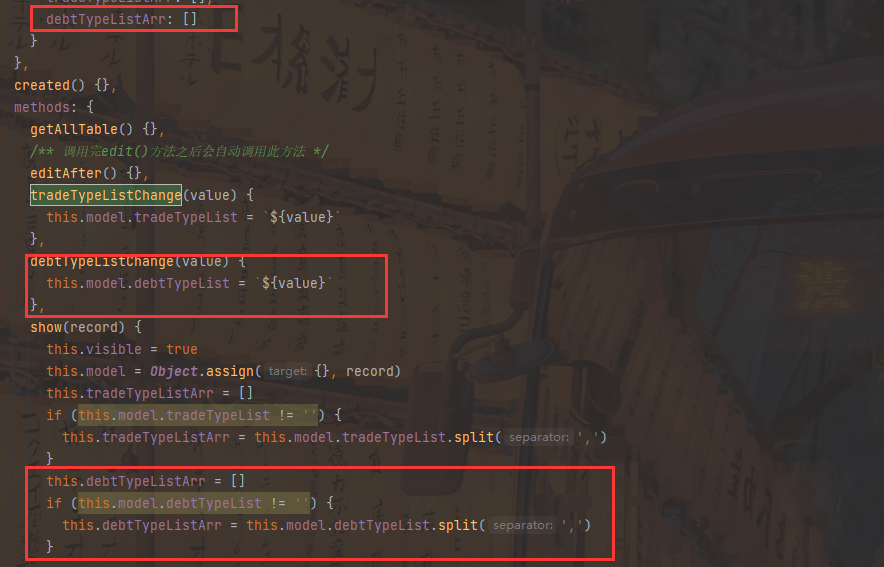 debtTypeListArr: []
}
},
created() {},
methods: {
getAllTable() {},
/** 调用完edit()方法之后会自动调用此方法 */
editAfter() {},
tradeTypeListChange(value) {
this.model.tradeTypeList = `${value}`
},
debtTypeListChange(value) {
this.model.debtTypeList = `${value}`
},
show(record) {
this.visible = true
this.model = Object.assign( target: {}, record)
this.tradeTypeListArr = []
if (this.model.tradeTypeList != '') {
this.tradeTypeListArr = this.model.tradeTypeList.split( separator: ',')
}
this.debtTypeListArr = []
if (this.model.debtTypeList != '') {
this.debtTypeListArr = this.model.debtTypeList.split( separator: ',')
}